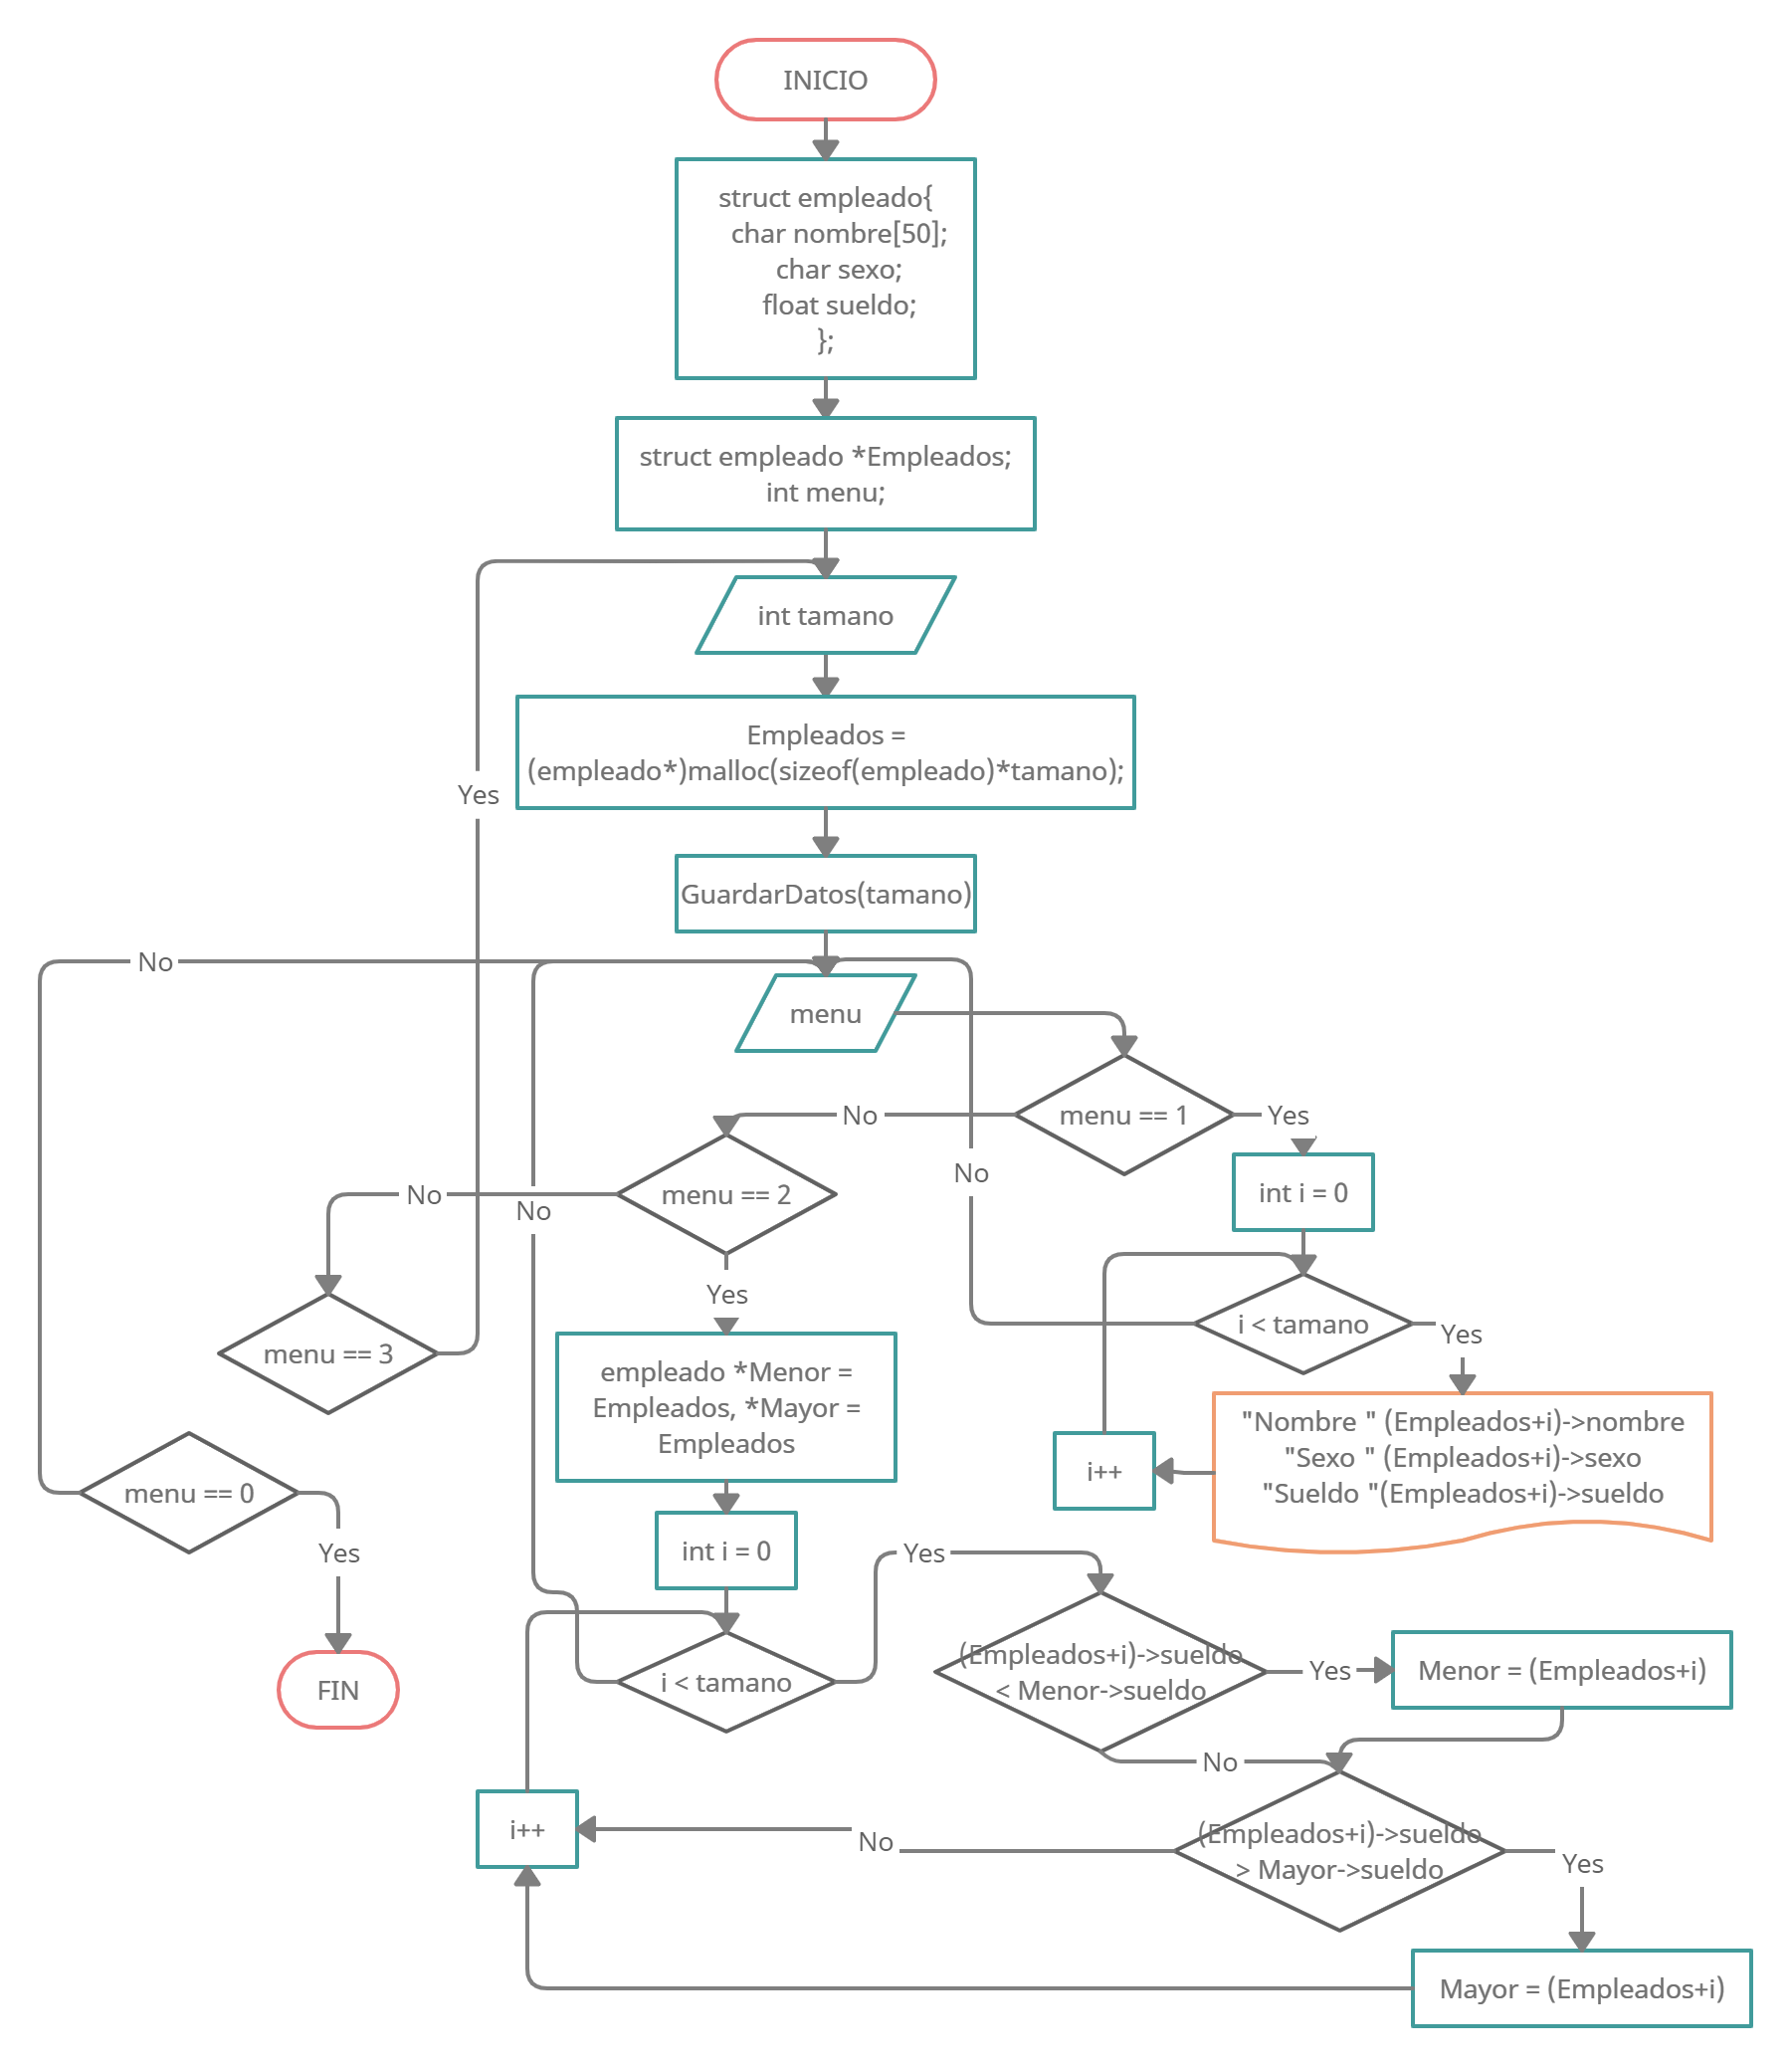 INICIO
struct empleado{
char nombre[50];
char sexo;
float sueldo;
};
struct empleado *Empleados;
int menu;
int tamano
Empleados =
(empleado*)malloc(sizeof(empleado)*tamano);
Yes
GuardarDatos(tamano)
No
menu
menu == 1
No
Yes
No
menu == 2
No
No
int i = 0
Yes
menu == 3
i < tamano
Yes
empleado *Menor =
Empleados, *Mayor =
Empleados
"Nombre " (Empleados+i)->nombre
"Sexo " (Empleados+i)->sexo
"Sueldo "(Empleados+i)->sueldo
i++
menu == 0
Yes
int i = 0
Yes
FIN
i < tamano
(Empleados+i)->sueldo
< Menor->sueldo
Yes
Menor = (Empleados+i)
No
i++
No
(Empleados+i)->sueldo
> Mayor->sueldo
Yes
Mayor = (Empleados+i)